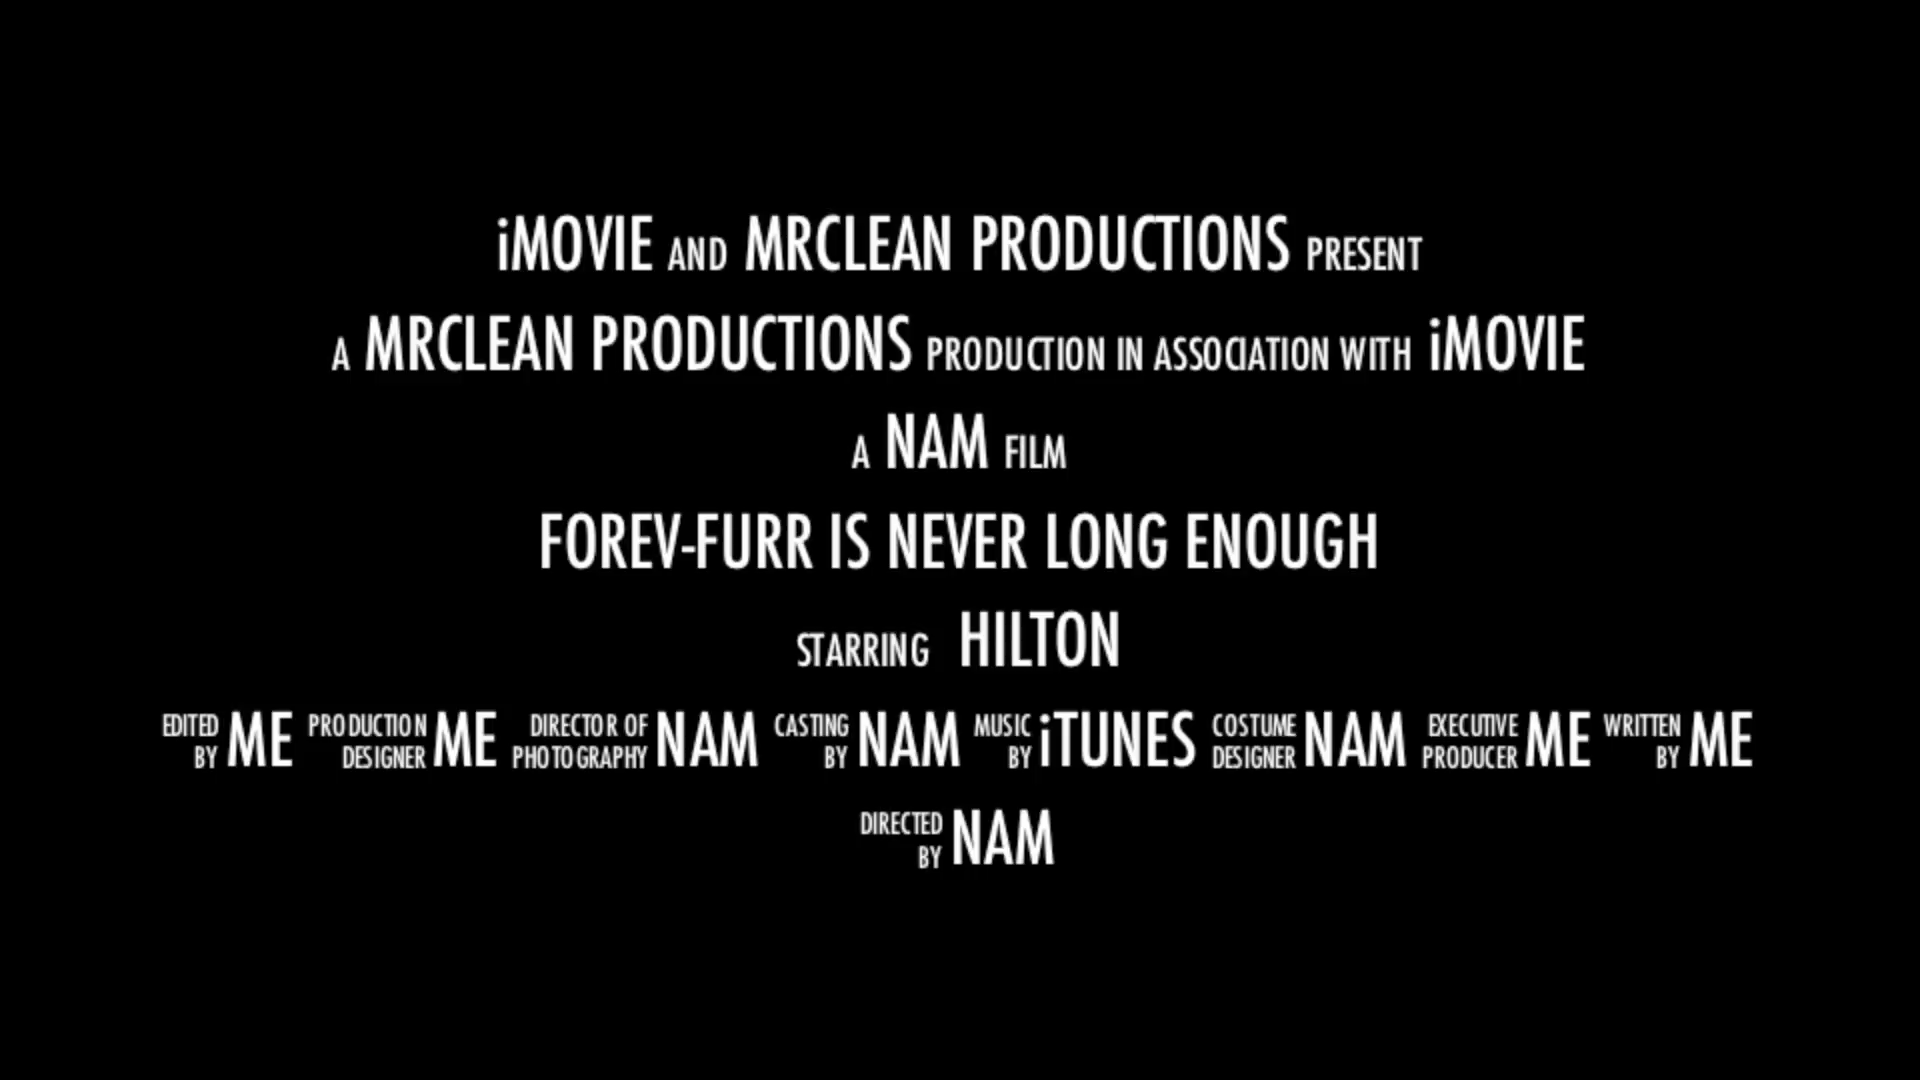 iMOVIE AND MRCLEAN PRODUCTIONS PRESENT
A MRCLEAN PRODUCTIONS PRODUCTION IN ASSOCIATION WITH iMOVIE
A NAM FILM
FOREV-FURR IS NEVER LONG ENOUGH
STARRING HILTON
EDITED BY ME PRODUCTION DESIGNER ME DIRECTOR OF PHOTOGRAPHY NAM CASTING BY NAM MUSIC BY iTUNES COSTUME DESIGNER NAM EXECUTIVE PRODUCER ME WRITTEN BY ME
DIRECTED BY NAM